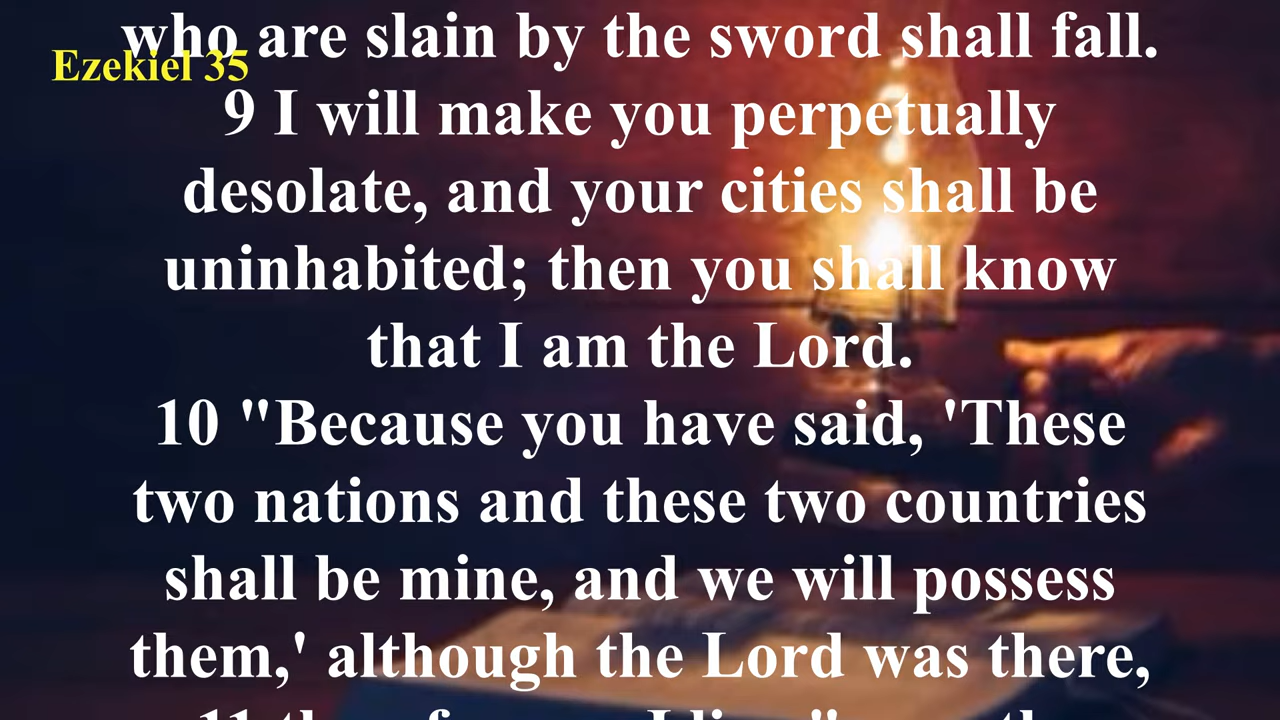 who are slain by the sword shall fall.
Ezekiel 35
9 I will make you perpetually
desolate, and your cities shall be
uninhabited; then you shall know
that I am the Lord.
10 "Because you have said, 'These
two nations and these two countries
shall be mine, and we will possess
them,' although the Lord was there,